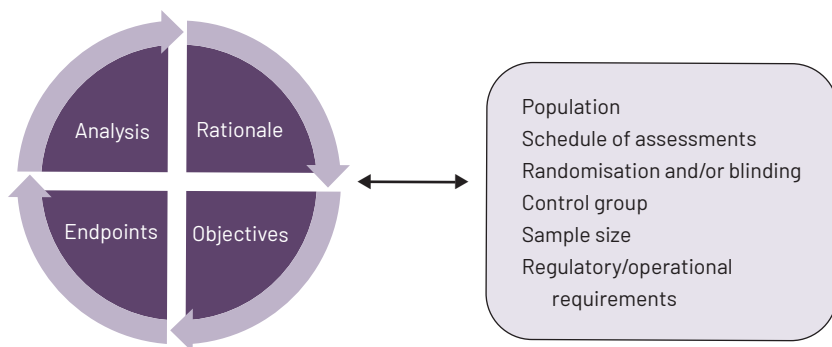 Analysis
Rationale
Endpoints
Objectives
Population
Schedule of assessments
Randomisation and/or blinding
Control group
Sample size
Regulatory/operational
requirements